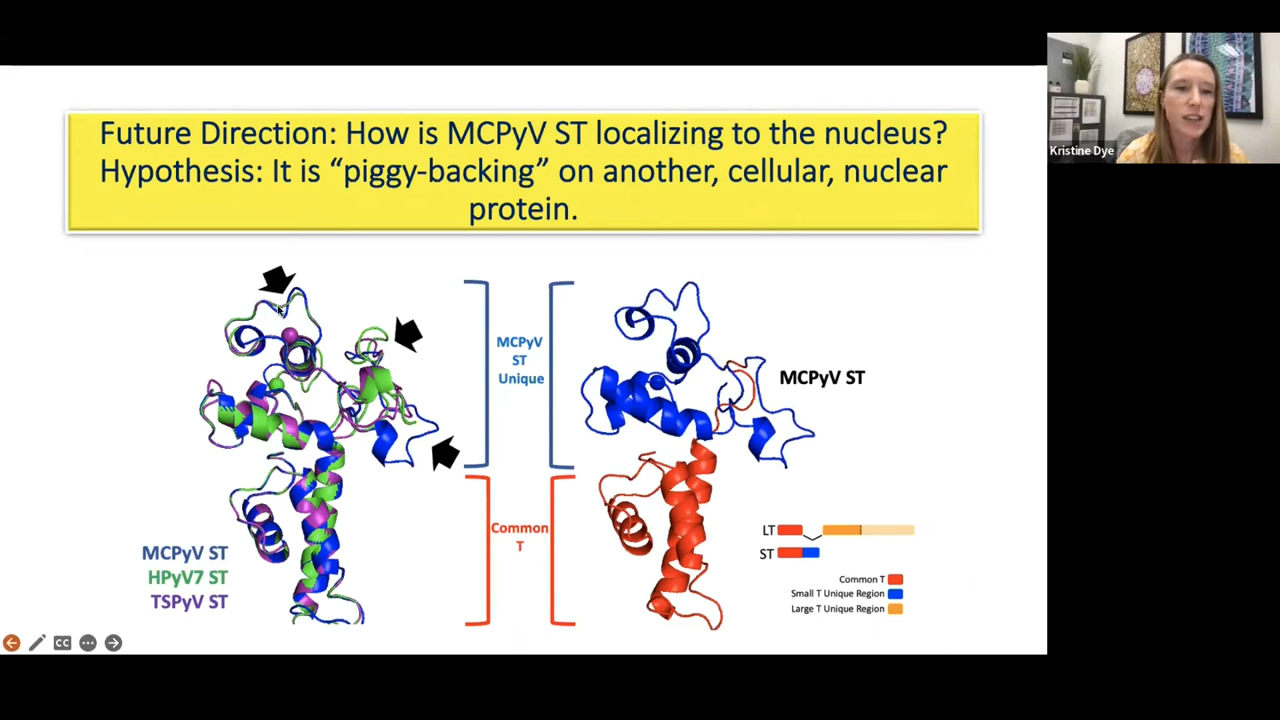 Future Direction: How is MCPyV ST localizing to the nucleus?
Hypothesis: It is “piggy-backing” on another, cellular, nuclear
protein.
Kristine Dye
MCPyV
ST
Unique
MCPyV ST
Common
T
MCPyV ST
HPyV7 ST
TSPyV ST
LT
ST
Common T
Small T Unique Region
Large T Unique Region
CC